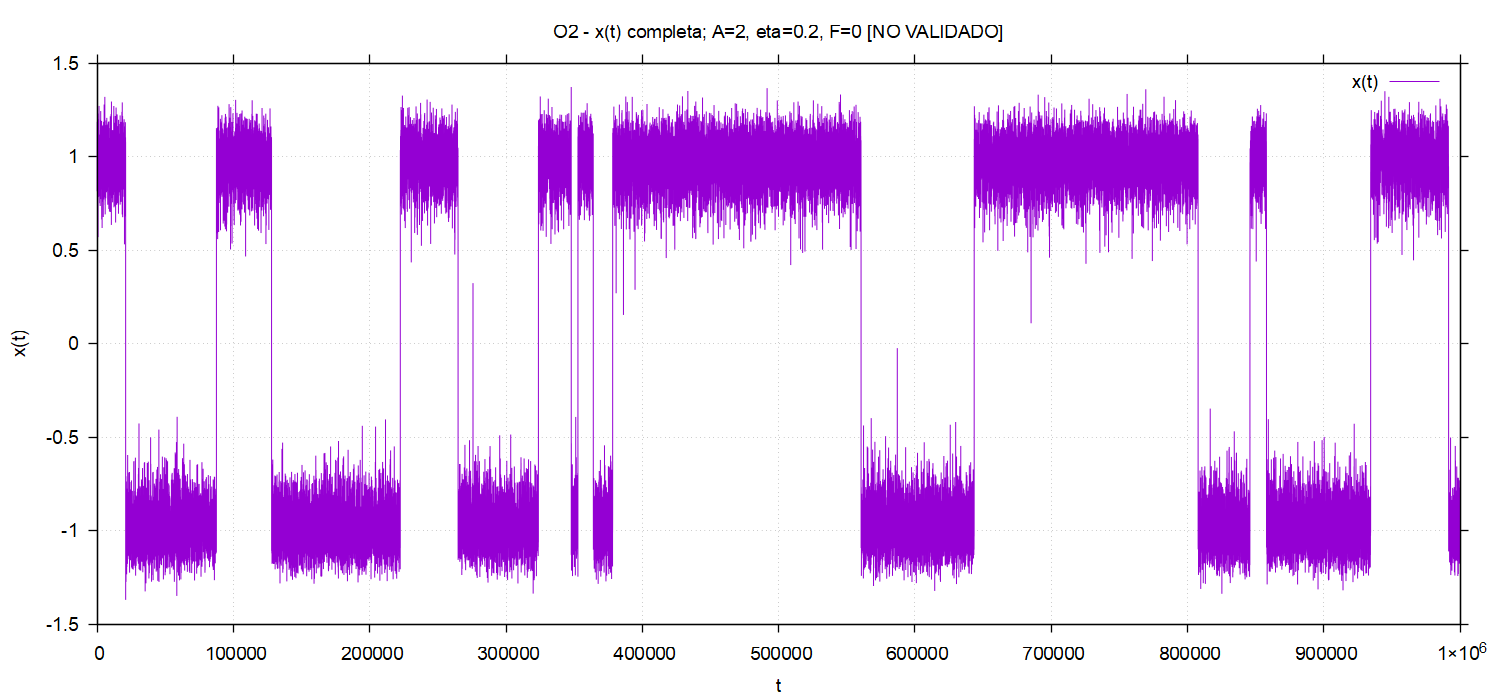 O2 - x(t) completa; A=2, eta=0.2, F=0 [NO VALIDADO]
x(t)
1.5
1
0.5
0
-0.5
-1
-1.5
x(t)
0 100000 200000 300000 400000 500000 600000 700000 800000 900000 1×10⁶
t